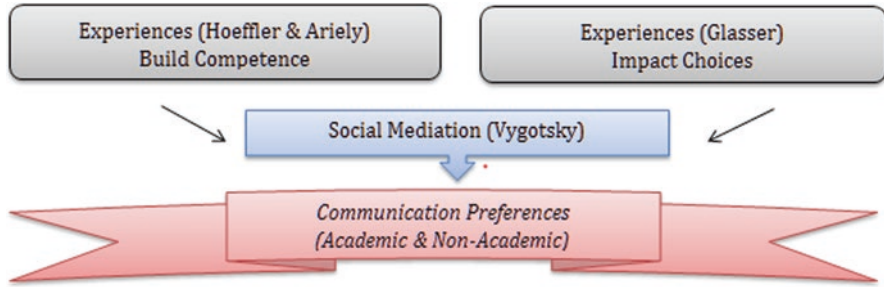 Experiences (Hoeffler & Ariely)
Build Competence
Experiences (Glasser)
Impact Choices
Social Mediation (Vygotsky)
Communication Preferences
(Academic & Non-Academic)